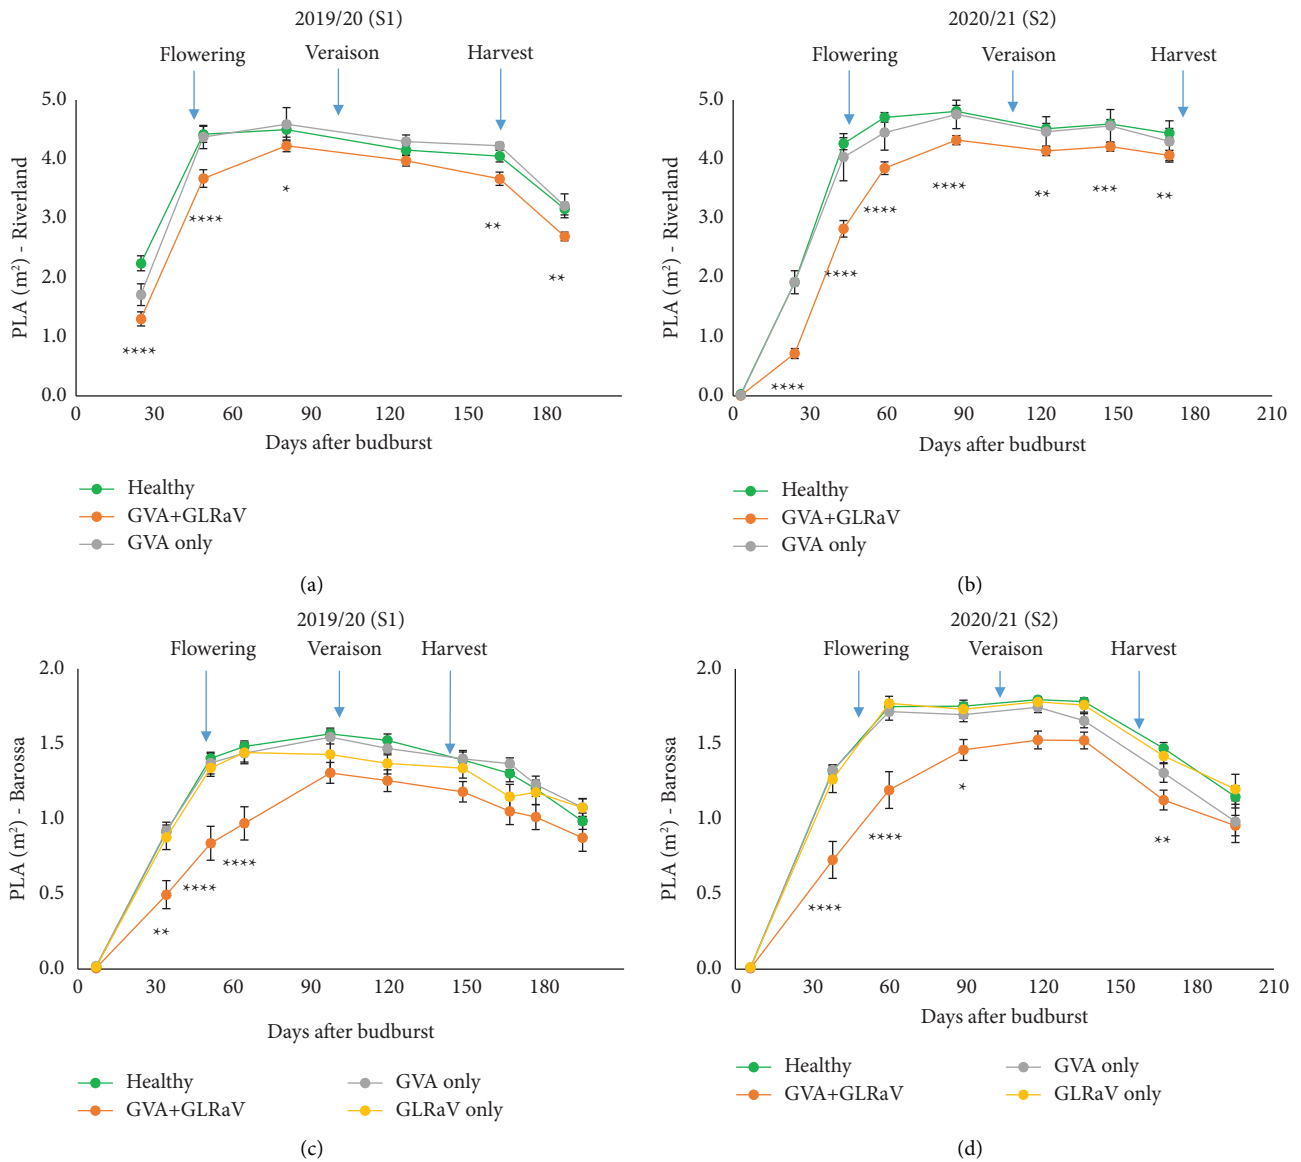 2019/20 (S1)
Flowering
Veraison
Harvest
PLA (m²) - Riverland
5.0
4.0
3.0
2.0
1.0
0.0
****
****
*
**
**
0 30 60 90 120 150 180
Days after budburst
Healthy
GVA+GLRaV
GVA only
(a)
2020/21 (S2)
Flowering
Veraison
Harvest
PLA (m²) - Riverland
5.0
4.0
3.0
2.0
1.0
0.0
****
****
****
****
**
***
**
0 30 60 90 120 150 180 210
Days after budburst
Healthy
GVA+GLRaV
GVA only
(b)
2019/20 (S1)
Flowering
Veraison
Harvest
PLA (m²) - Barossa
2.0
1.5
1.0
0.5
0.0
**
****
****
0 30 60 90 120 150 180
Days after budburst
Healthy
GVA only
GVA+GLRaV
GLRaV only
(c)
2020/21 (S2)
Flowering
Veraison
Harvest
PLA (m²) - Barossa
2.0
1.5
1.0
0.5
0.0
****
****
*
**
0 30 60 90 120 150 180 210
Days after budburst
Healthy
GVA only
GVA+GLRaV
GLRaV only
(d)